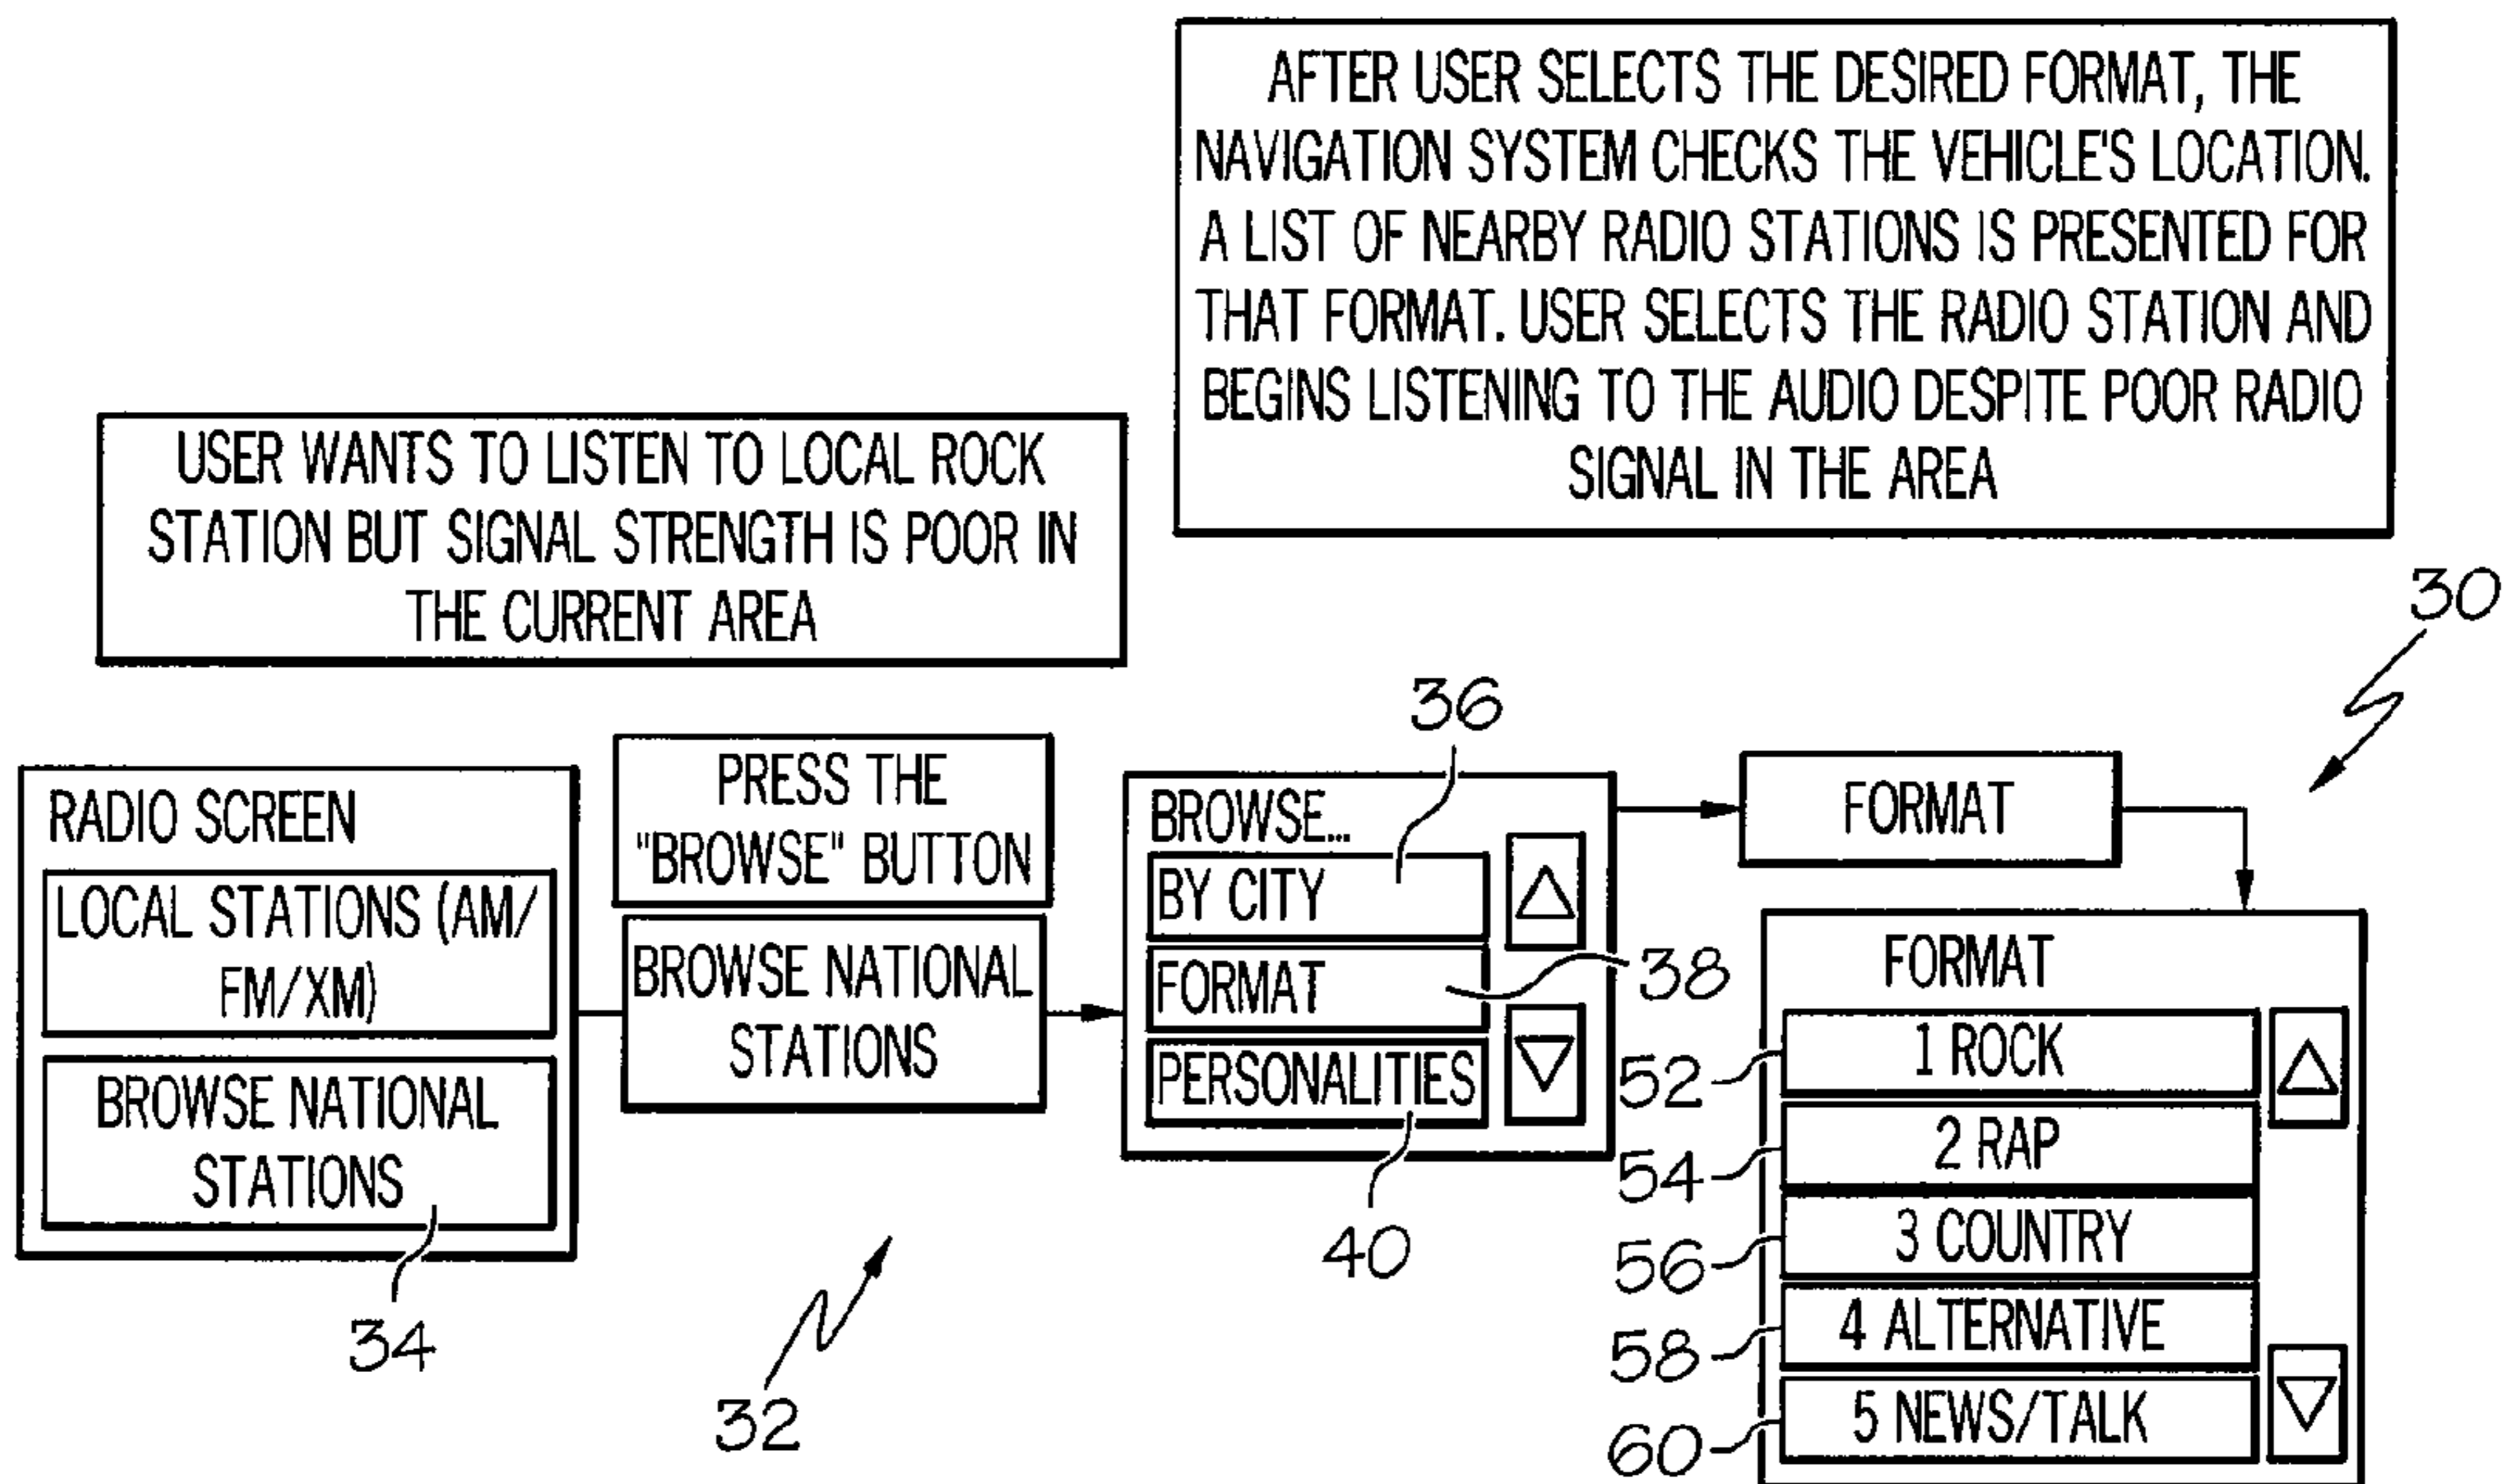 AFTER USER SELECTS THE DESIRED FORMAT, THE
NAVIGATION SYSTEM CHECKS THE VEHICLE'S LOCATION.
A LIST OF NEARBY RADIO STATIONS IS PRESENTED FOR
THAT FORMAT. USER SELECTS THE RADIO STATION AND
BEGINS LISTENING TO THE AUDIO DESPITE POOR RADIO
SIGNAL IN THE AREA
USER WANTS TO LISTEN TO LOCAL ROCK
STATION BUT SIGNAL STRENGTH IS POOR IN
THE CURRENT AREA
30
RADIO SCREEN
LOCAL STATIONS (AM/
FM/XM)
BROWSE NATIONAL
STATIONS
34
PRESS THE
"BROWSE" BUTTON
BROWSE NATIONAL
STATIONS
32
36
BROWSE...
BY CITY
FORMAT
38
PERSONALITIES
40
FORMAT
FORMAT
52
1 ROCK
54
2 RAP
56
3 COUNTRY
58
4 ALTERNATIVE
60
5 NEWS/TALK